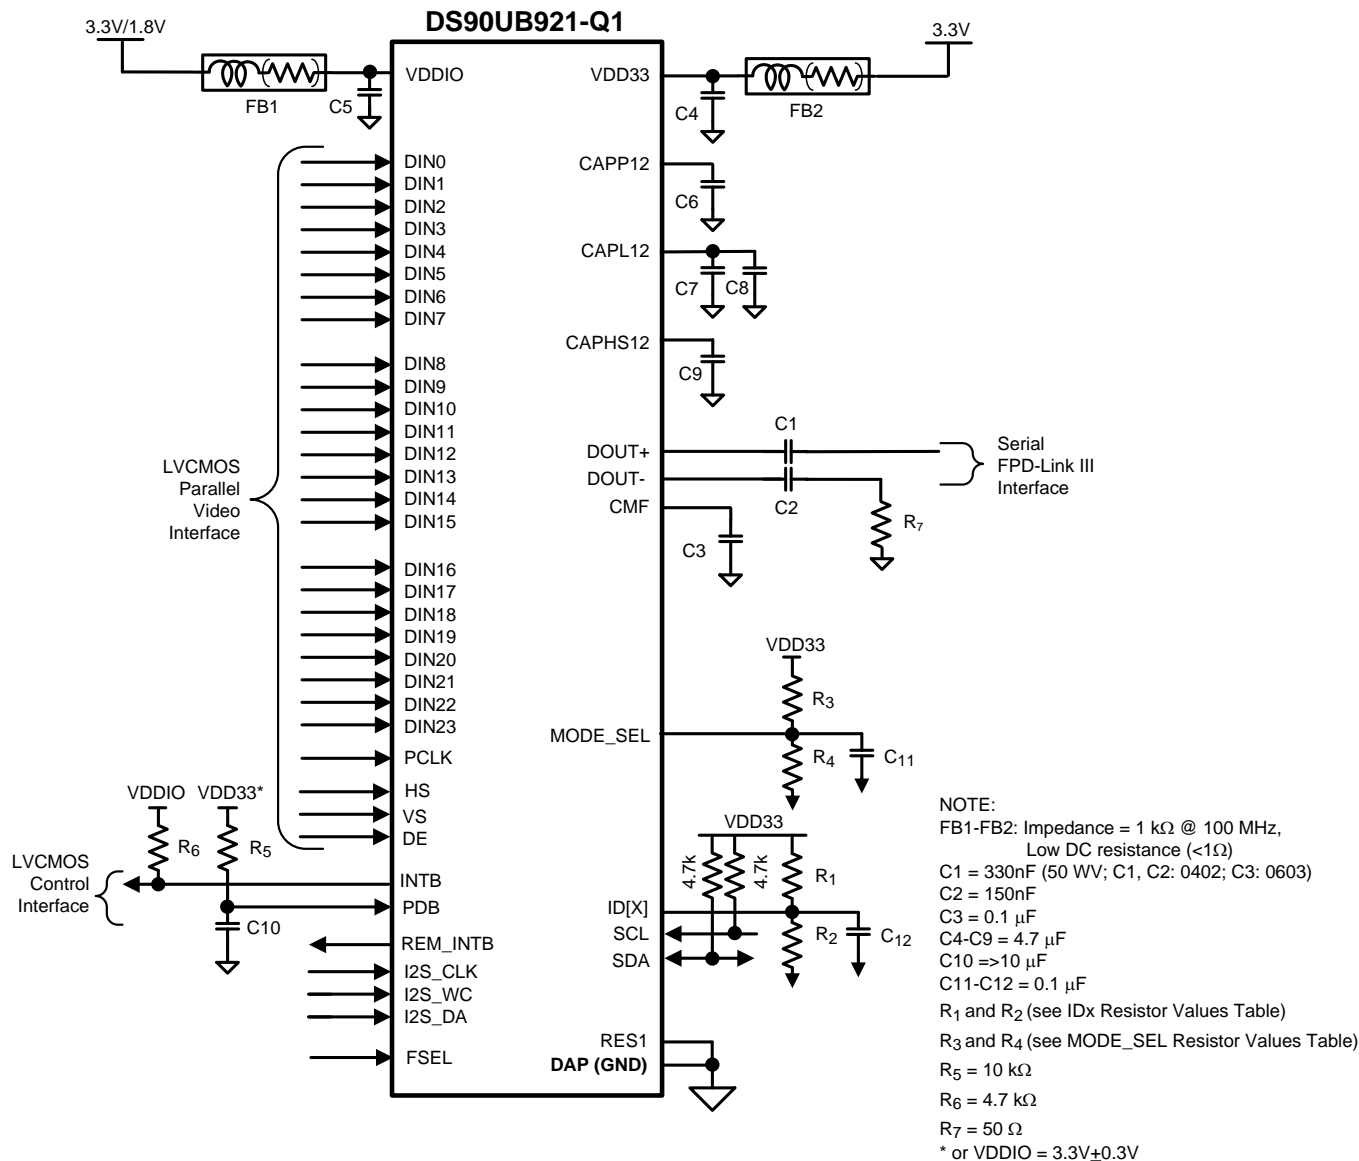 DS90UB921-Q1
3.3V/1.8V
FB1
C5
VDDIO
VDD33
C4
FB2
3.3V
DIN0
DIN1
DIN2
DIN3
DIN4
DIN5
DIN6
DIN7
DIN8
DIN9
DIN10
DIN11
DIN12
DIN13
DIN14
DIN15
DIN16
DIN17
DIN18
DIN19
DIN20
DIN21
DIN22
DIN23
PCLK
HS
VS
DE
LVCMOS
Parallel
Video
Interface
VDDIO
VDD33*
R6
R5
LVCMOS
Control
Interface
INTB
PDB
C10
REM_INTB
I2S_CLK
I2S_WC
I2S_DA
FSEL
CAPP12
C6
CAPL12
C7
C8
CAPHS12
C9
DOUT+
C1
DOUT-
C2
CMF
C3
R7
Serial
FPD-Link III
Interface
VDD33
R3
MODE_SEL
R4
C11
VDD33
4.7k
4.7k
R1
ID[X]
SCL
SDA
R2
C12
RES1
DAP (GND)
NOTE:
FB1-FB2: Impedance = 1 kΩ @ 100 MHz,
Low DC resistance (<1Ω)
C1 = 330nF (50 WV; C1, C2: 0402; C3: 0603)
C2 = 150nF
C3 = 0.1 μF
C4-C9 = 4.7 μF
C10 =>10 μF
C11-C12 = 0.1 μF
R1 and R2 (see IDx Resistor Values Table)
R3 and R4 (see MODE_SEL Resistor Values Table)
R5 = 10 kΩ
R6 = 4.7 kΩ
R7 = 50 Ω
* or VDDIO = 3.3V±0.3V